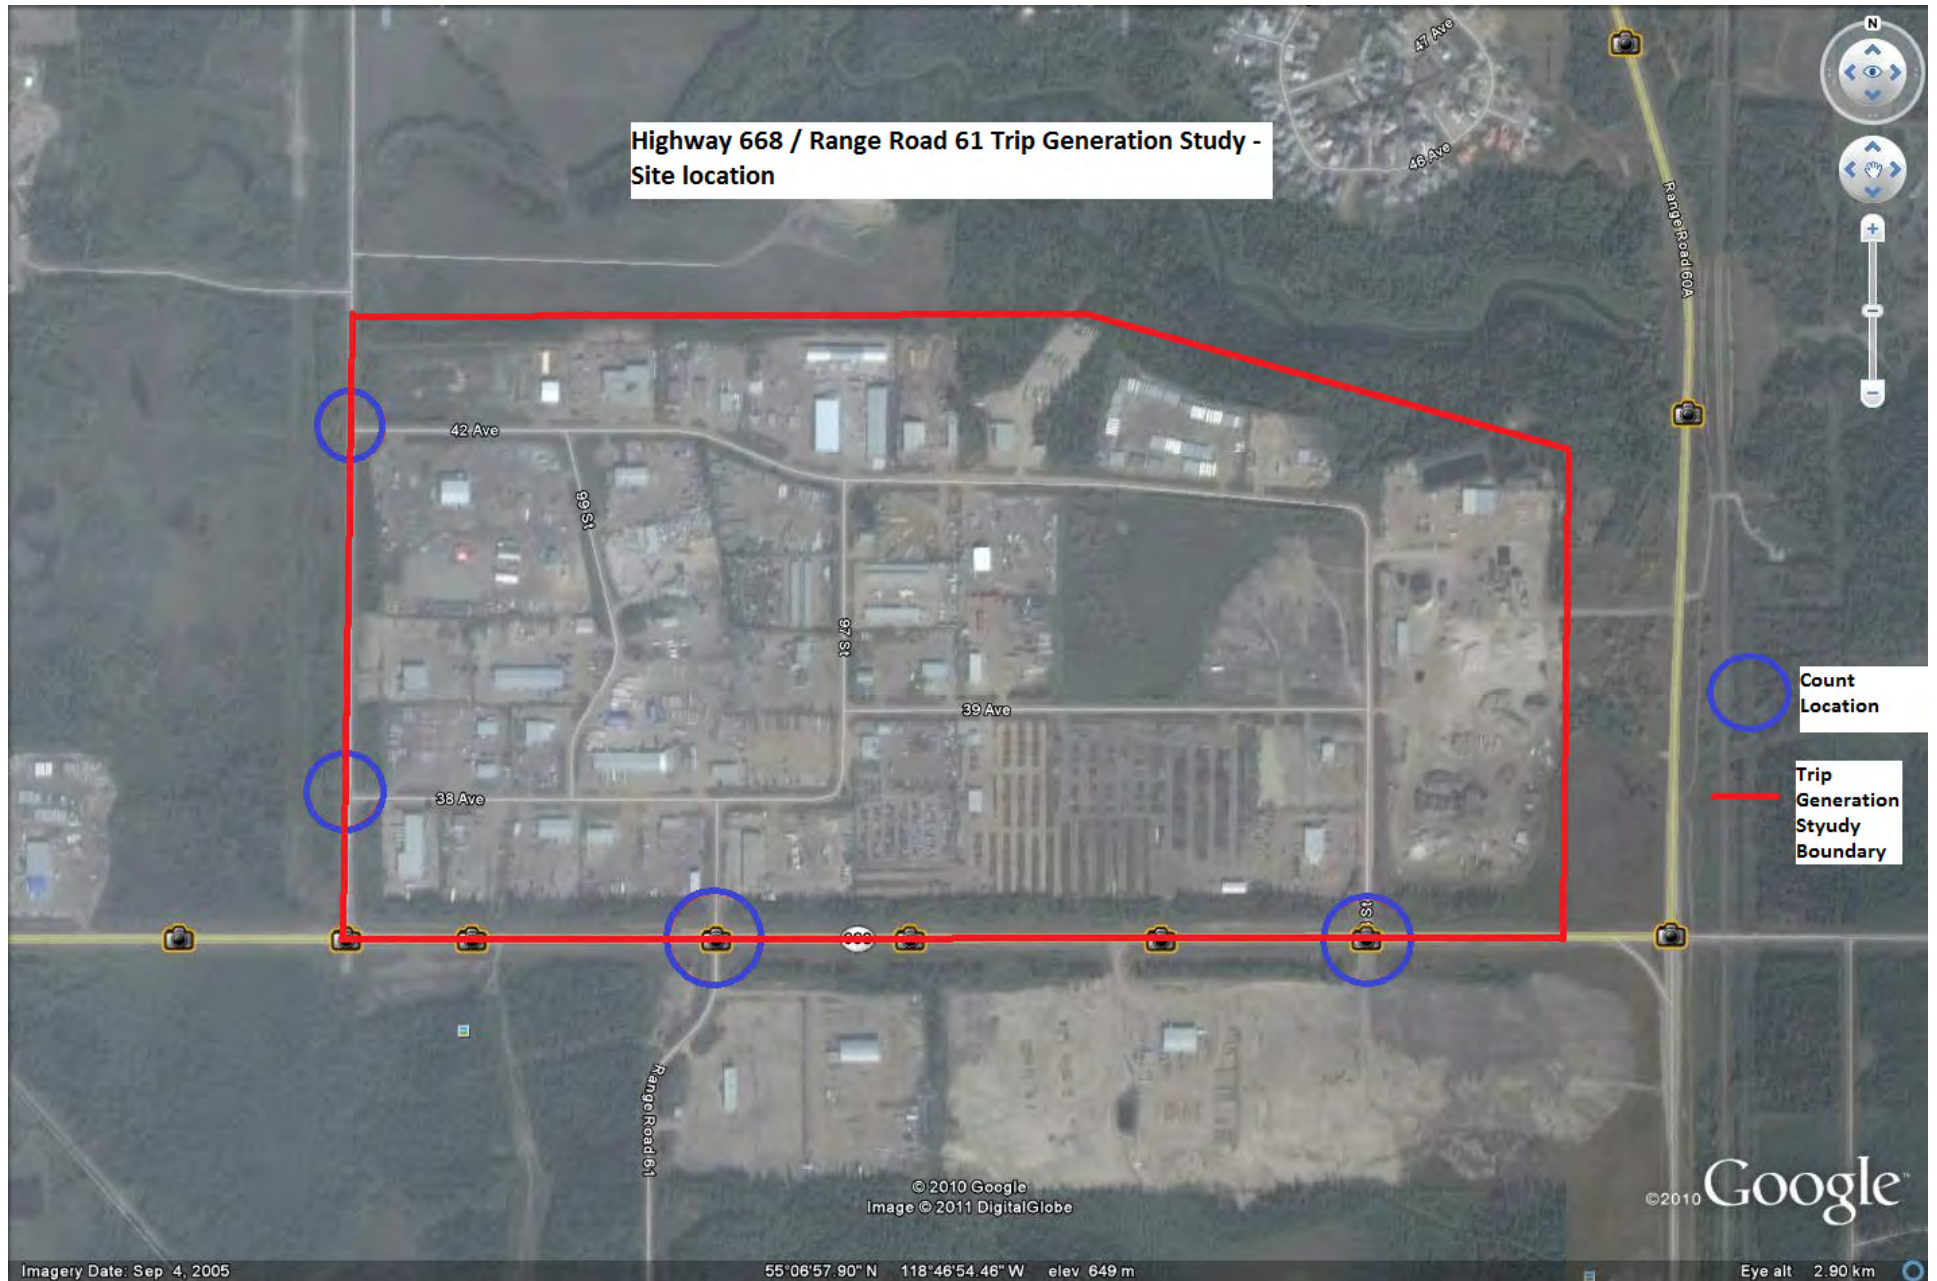 N
47 Ave
46 Ave
Highway 668 / Range Road 61 Trip Generation Study -
Site location
Range Road 60A
42 Ave
99 St
97 St
39 Ave
38 Ave
Count
Location
Trip
Generation
Styudy
Boundary
St
Range Road 61
© 2010 Google
Image © 2011 DigitalGlobe
©2010 Google
Imagery Date: Sep 4, 2005
55°06'57.90" N 118°46'54.46" W elev 649 m
Eye alt 2.90 km